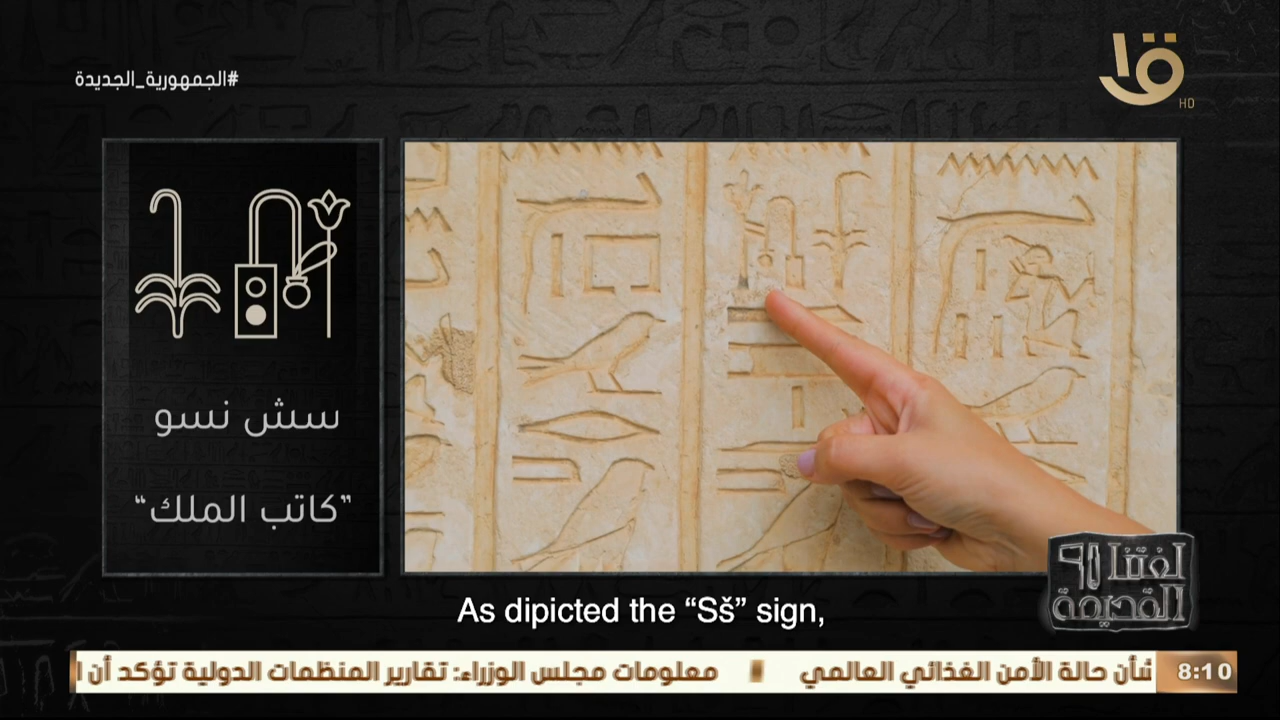 #الجمهورية_الجديدة
HD
سش نسو
”كاتب الملك“
As dipicted the “Sš” sign,
لغتنا
القديمة
شأن حالة الأمن الغذائي العالمي
معلومات مجلس الوزراء: تقارير المنظمات الدولية تؤكد أن ا
8:10